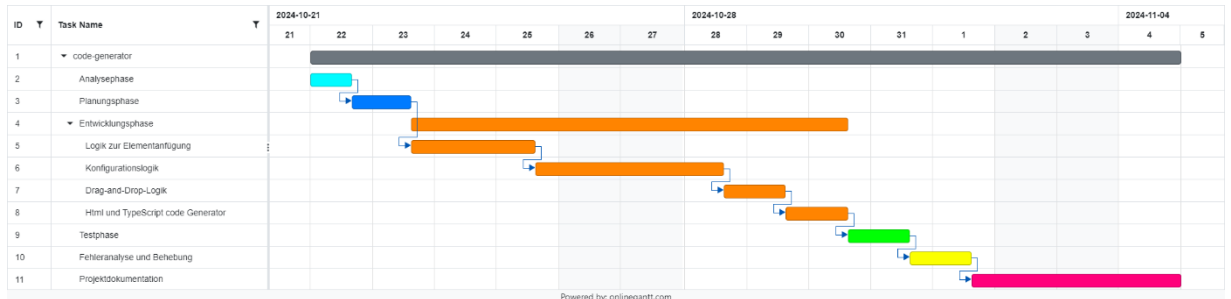 ID Task Name 2024-10-21 2024-10-28 2024-11-04
21 22 23 24 25 26 27 28 29 30 31 1 2 3 4 5
1 code-generator
2 Analysephase
3 Planungsphase
4 Entwicklungsphase
5 Logik zur Elementanfügung
6 Konfigurationslogik
7 Drag-and-Drop-Logik
8 Html und TypeScript code Generator
9 Testphase
10 Fehleranalyse und Behebung
11 Projektdokumentation
Powered by: onlinegantt.com